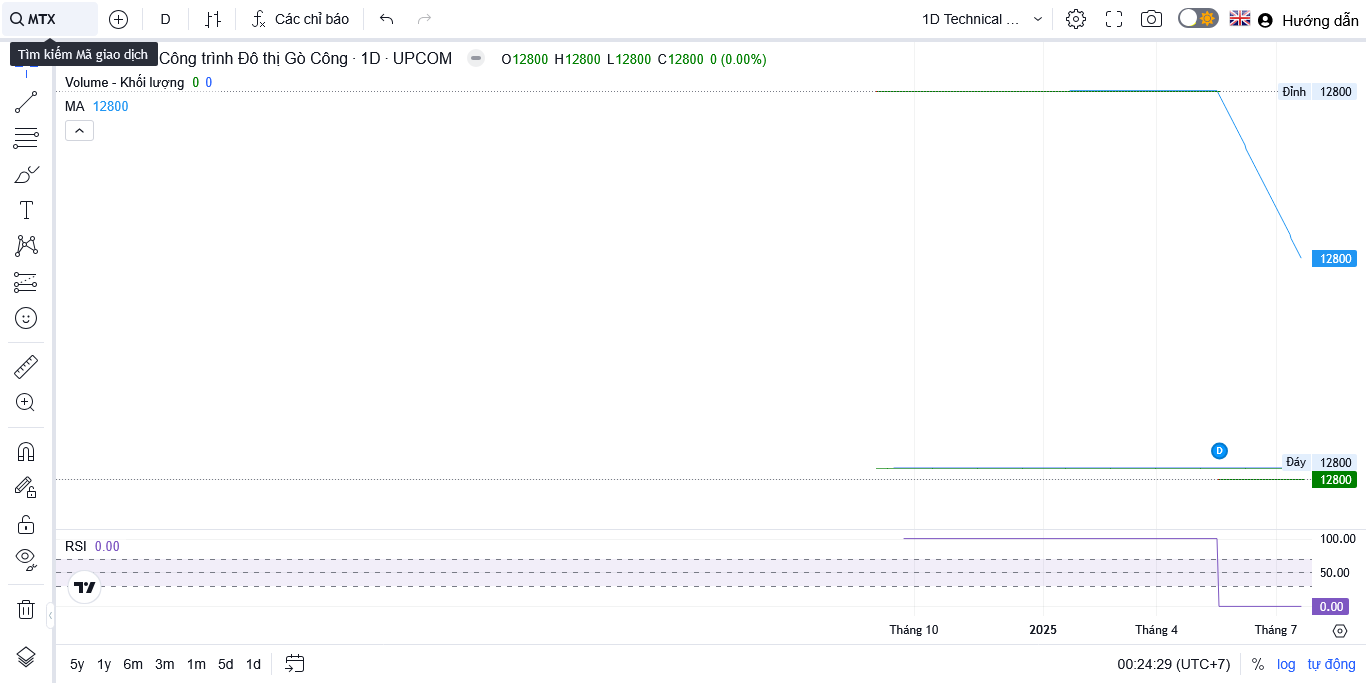 MTX D Các chỉ báo 1D Technical ... Hướng dẫn
Tìm kiếm Mã giao dịch
Công trình Đô thị Gò Công · 1D · UPCOM O12800 H12800 L12800 C12800 0 (0.00%)
Volume - Khối lượng 0 0
Đỉnh 12800
MA 12800
12800
D
Đáy 12800
12800
100.00
RSI 0.00
50.00
0.00
Tháng 10 2025 Tháng 4 Tháng 7
5y 1y 6m 3m 1m 5d 1d 00:24:29 (UTC+7) % log tự động